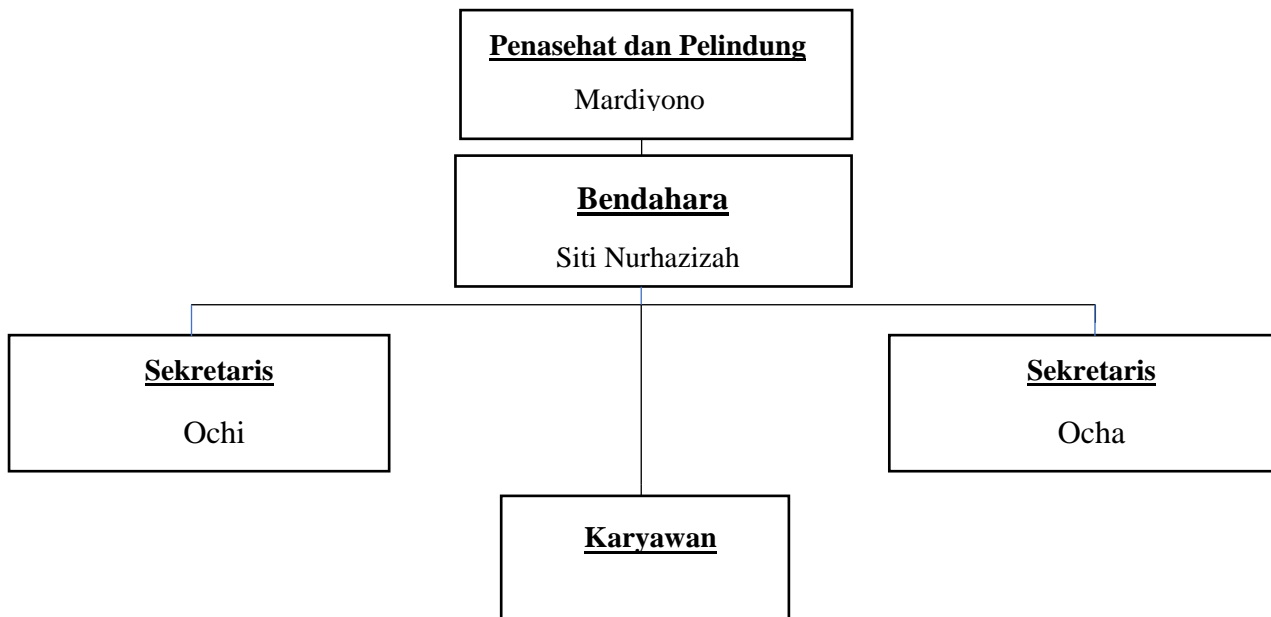 Penasehat dan Pelindung
Mardiyono
Bendahara
Siti Nurhazizah
Sekretaris
Ochi
Sekretaris
Ocha
Karyawan